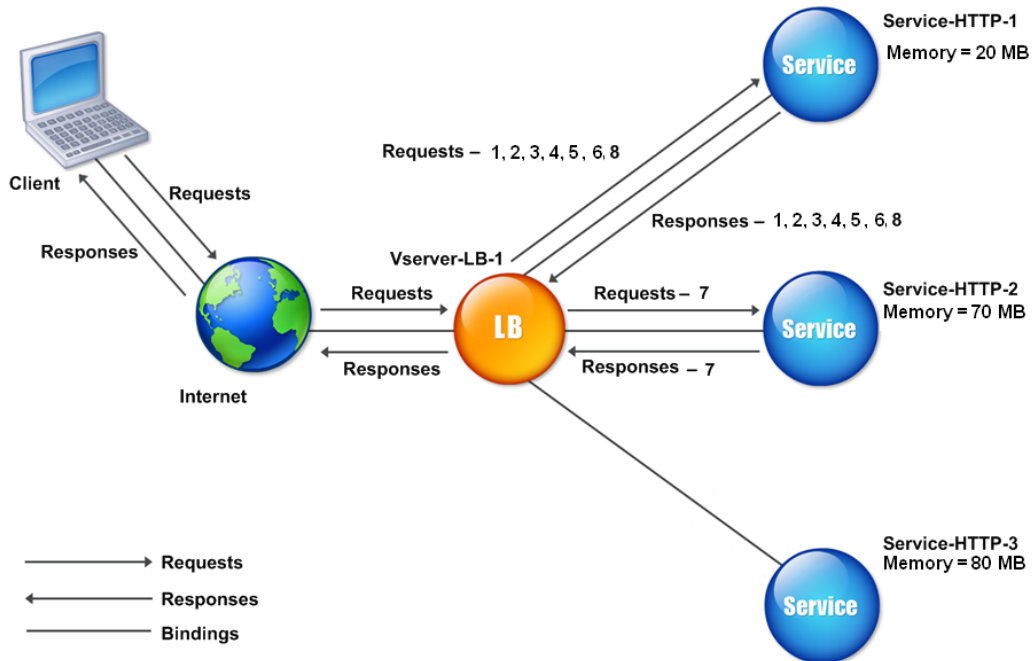 Service-HTTP-1
Memory = 20 MB
Service
Requests – 1, 2, 3, 4, 5 , 6, 8
Client
Requests
Responses
Responses – 1, 2, 3, 4, 5 , 6, 8
Vserver-LB-1
Service-HTTP-2
Memory = 70 MB
Requests
LB
Requests – 7
Service
Responses
Responses – 7
Internet
Service-HTTP-3
Memory = 80 MB
Service
Requests
Responses
Bindings